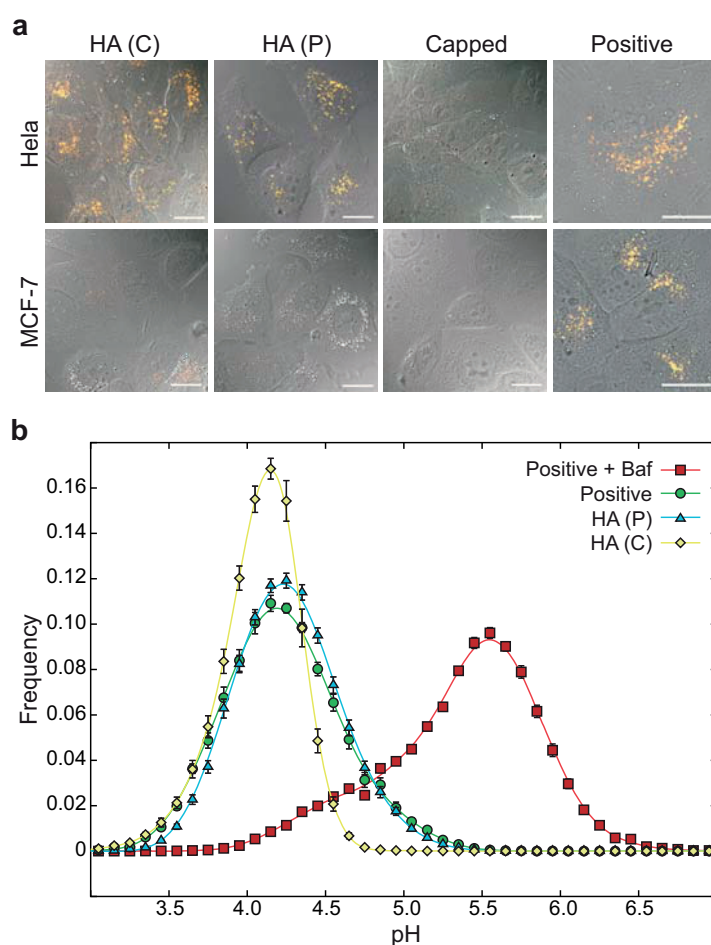 a
HA (C) HA (P) Capped Positive
Hela
MCF-7
b
Positive + Baf
Positive
HA (P)
HA (C)
0.16
0.14
0.12
0.10
0.08
0.06
0.04
0.02
0
Frequency
3.5 4.0 4.5 5.0 5.5 6.0 6.5
pH